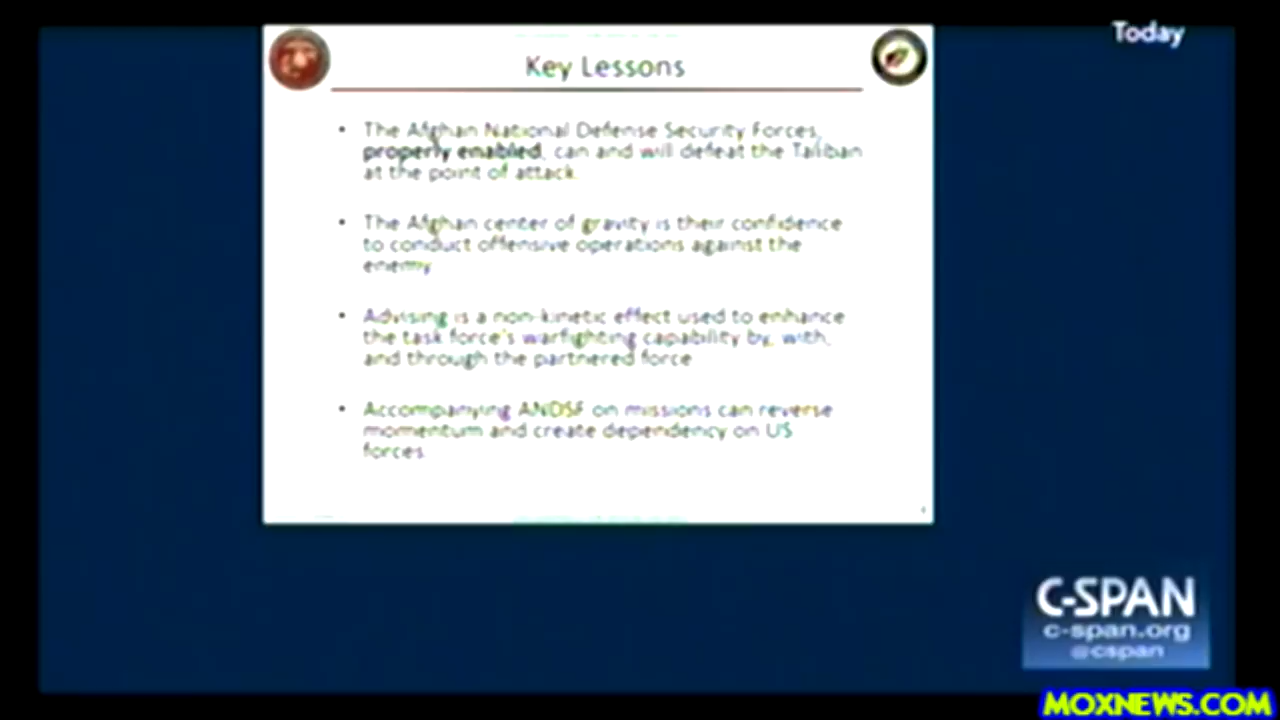 Today
Key Lessons
• The Afghan National Defense Security Forces,
properly enabled, can and will defeat the Taliban
at the point of attack.
• The Afghan center of gravity is their confidence
to conduct offensive operations against the
enemy
• Advising is a non-kinetic effect used to enhance
the task force's warfighting capability by, with,
and through the partnered force
• Accompanying ANDSF on missions can reverse
momentum and create dependency on US
forces.
C-SPAN
c-span.org
@cspan
MOXNEWS.COM